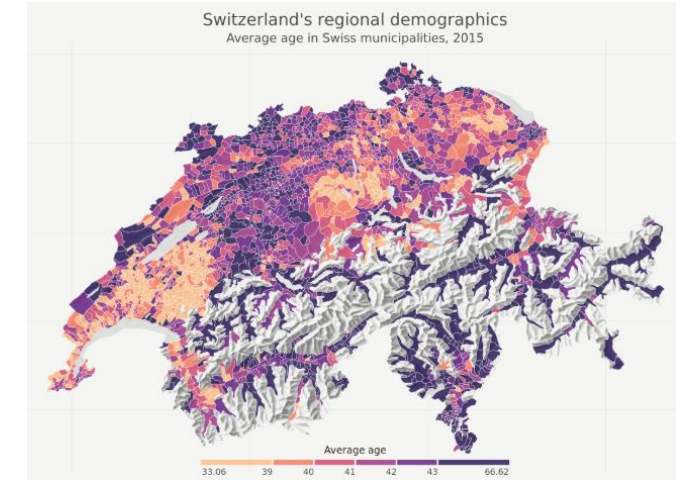 Switzerland's regional demographics
Average age in Swiss municipalities, 2015
Average age
33.06 39 40 41 42 43 66.62